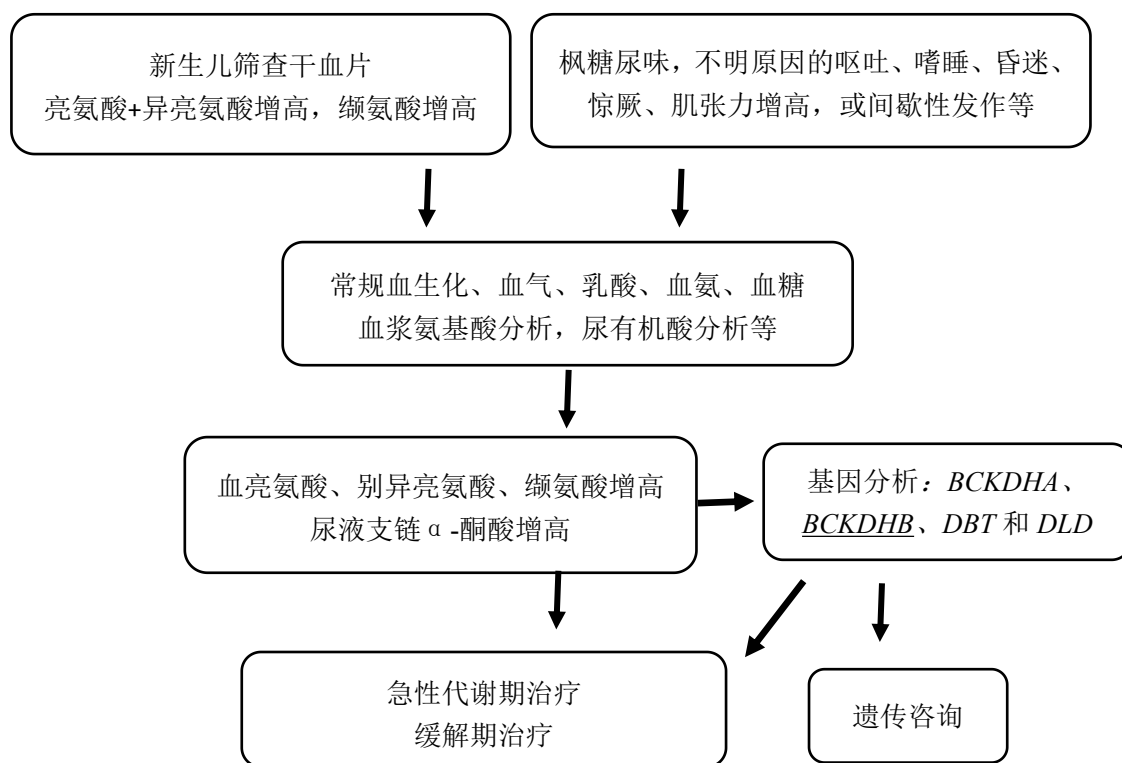 新生儿筛查干血片
亮氨酸+异亮氨酸增高，缬氨酸增高
枫糖尿味，不明原因的呕吐、嗜睡、昏迷、
惊厥、肌张力增高，或间歇性发作等
常规血生化、血气、乳酸、血氨、血糖
血浆氨基酸分析，尿有机酸分析等
血亮氨酸、别异亮氨酸、缬氨酸增高
尿液支链α-酮酸增高
基因分析：BCKDHA、
BCKDHB、DBT 和 DLD
急性代谢期治疗
缓解期治疗
遗传咨询